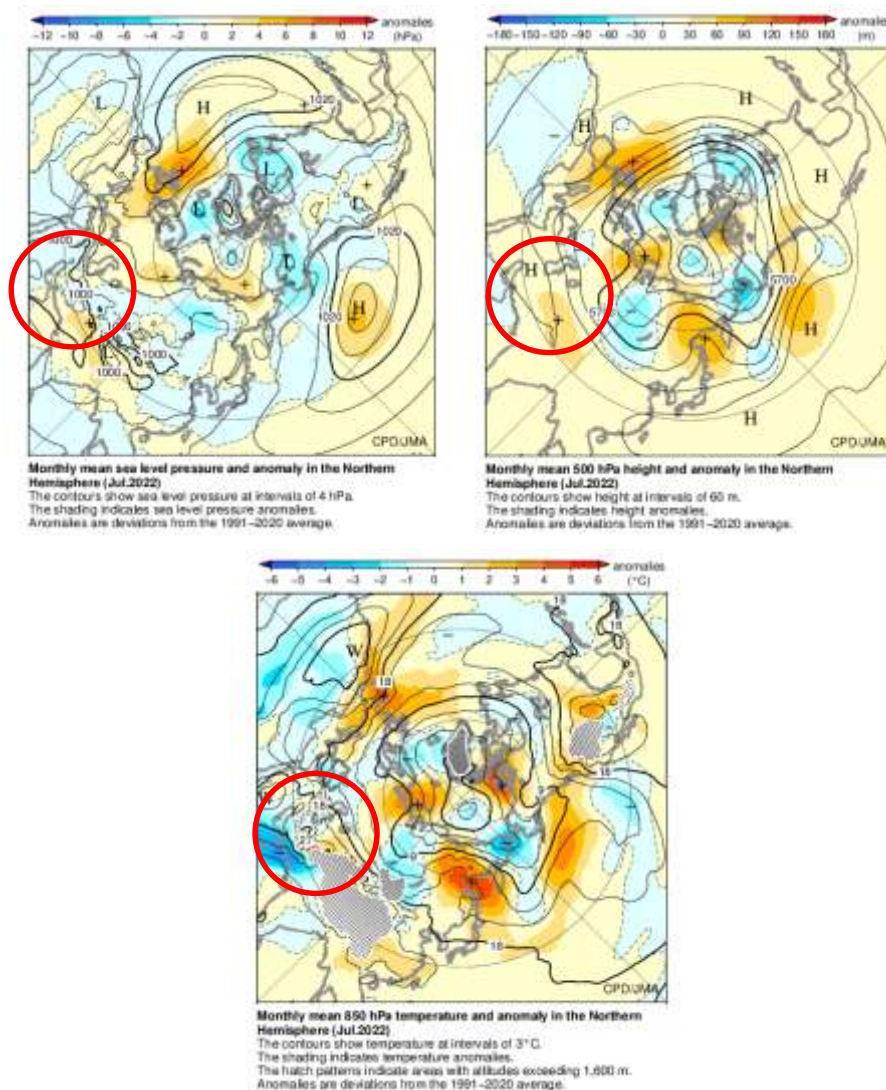 anomalies
-12 -10 -8 -6 -4 -2 0 2 4 6 8 10 12 (hPa)
L
H
1020
L
L
L
1000
1000
L
1020
1020
H
1000
1000
CPD/JMA
Monthly mean sea level pressure and anomaly in the Northern
Hemisphere (Jul.2022)
The contours show sea level pressure at intervals of 4 hPa.
The shading indicates sea level pressure anomalies.
Anomalies are deviations from the 1991-2020 average.
anomalies
-180-150-120-90 -60 -30 0 30 60 90 120 150 180 (m)
H
H
H
H
5700
H
H
CPD/JMA
Monthly mean 500 hPa height and anomaly in the Northern
Hemisphere (Jul.2022)
The contours show height at intervals of 60 m.
The shading indicates height anomalies.
Anomalies are deviations from the 1991-2020 average.
anomalies
-6 -5 -4 -3 -2 -1 0 1 2 3 4 5 6 (°C)
18
18
W
18
18
18
9
9
18
CPD/JMA
Monthly mean 850 hPa temperature and anomaly in the Northern
Hemisphere (Jul.2022)
The contours show temperature at intervals of 3°C.
The shading indicates temperature anomalies.
The hatch patterns indicate areas with altitudes exceeding 1,600 m.
Anomalies are deviations from the 1991-2020 average.